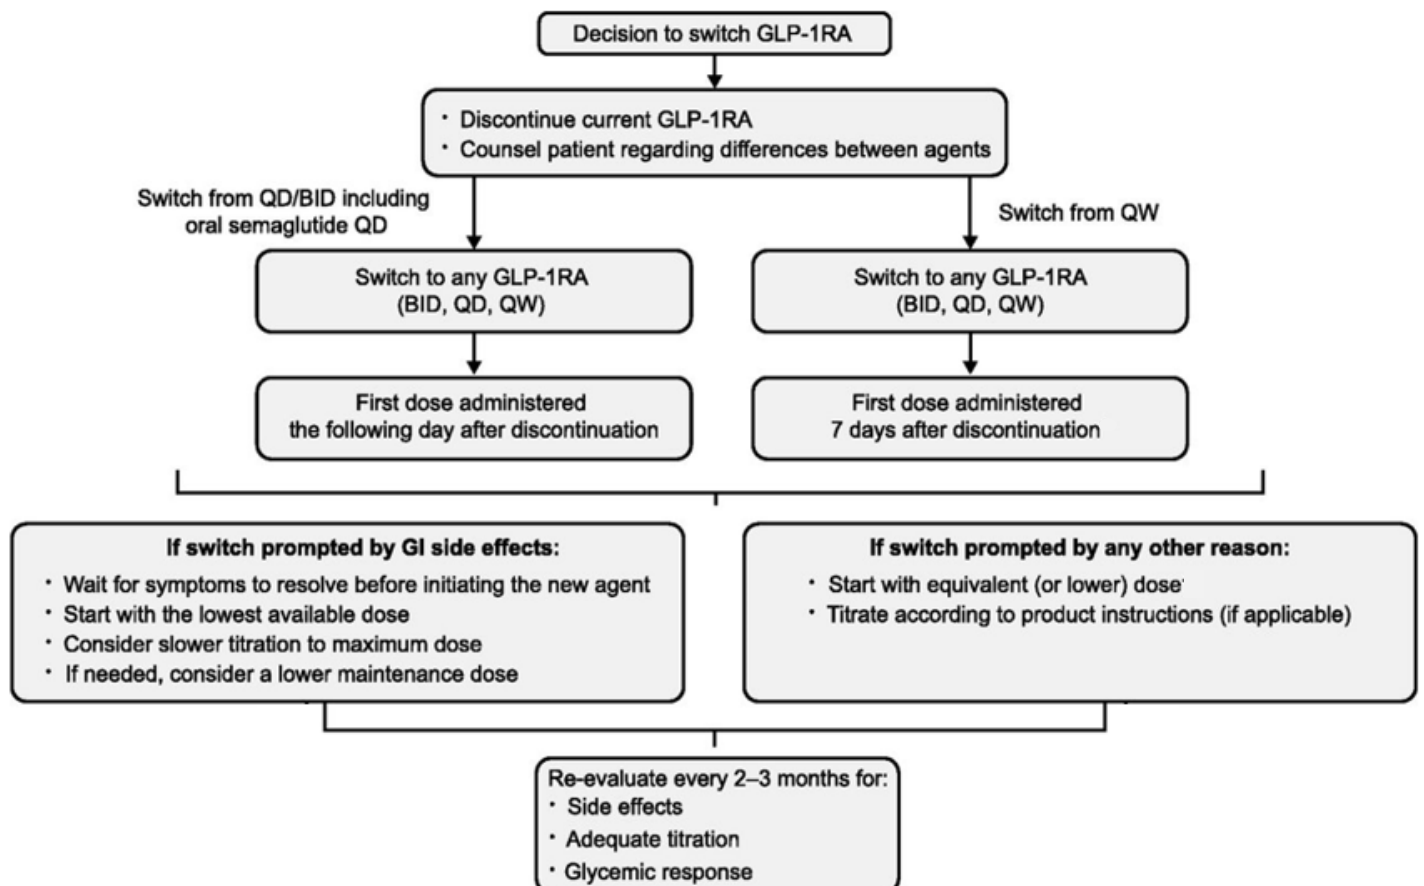 Decision to switch GLP-1RA
· Discontinue current GLP-1RA
· Counsel patient regarding differences between agents
Switch from QD/BID including
oral semaglutide QD
Switch from QW
Switch to any GLP-1RA
(BID, QD, QW)
Switch to any GLP-1RA
(BID, QD, QW)
First dose administered
the following day after discontinuation
First dose administered
7 days after discontinuation
If switch prompted by GI side effects:
· Wait for symptoms to resolve before initiating the new agent
· Start with the lowest available dose
· Consider slower titration to maximum dose
· If needed, consider a lower maintenance dose
If switch prompted by any other reason:
· Start with equivalent (or lower) dose
· Titrate according to product instructions (if applicable)
Re-evaluate every 2–3 months for:
· Side effects
· Adequate titration
· Glycemic response